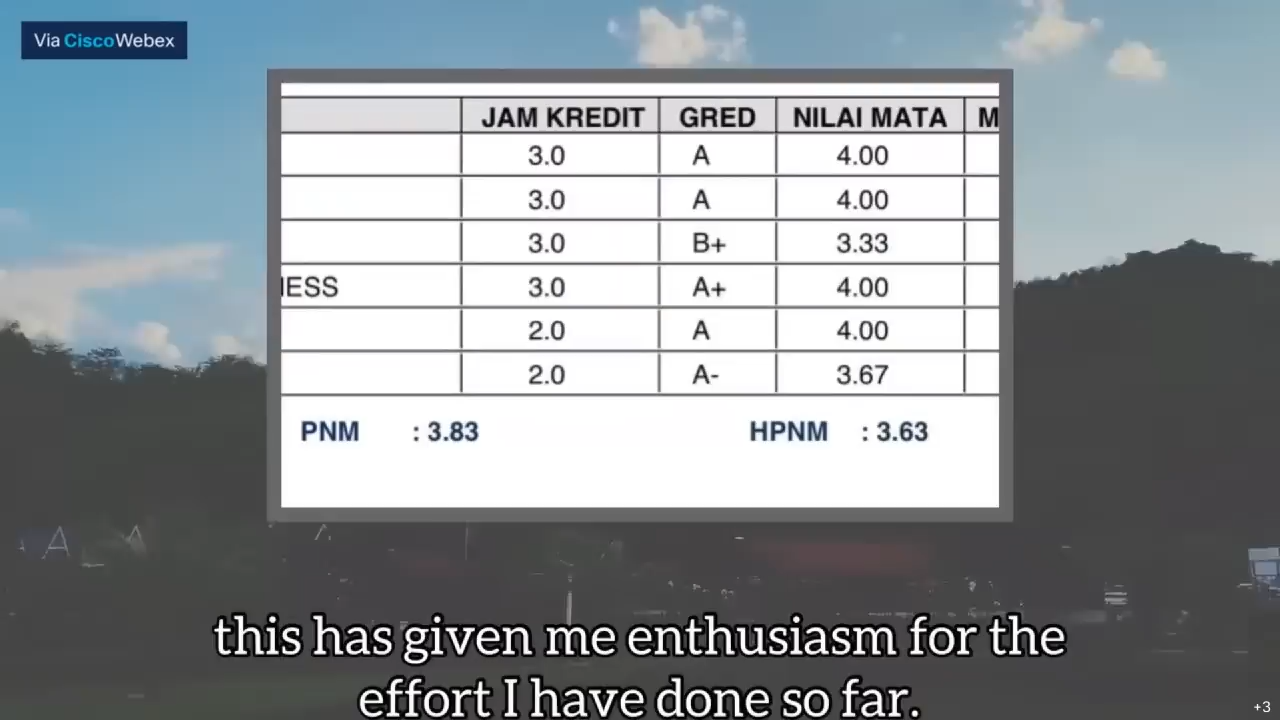 Via CiscoWebex
JAM KREDIT GRED NILAI MATA M
3.0 A 4.00
3.0 A 4.00
3.0 B+ 3.33
NESS 3.0 A+ 4.00
2.0 A 4.00
2.0 A- 3.67
PNM : 3.83 HPNM : 3.63
this has given me enthusiasm for the
effort I have done so far.
+3